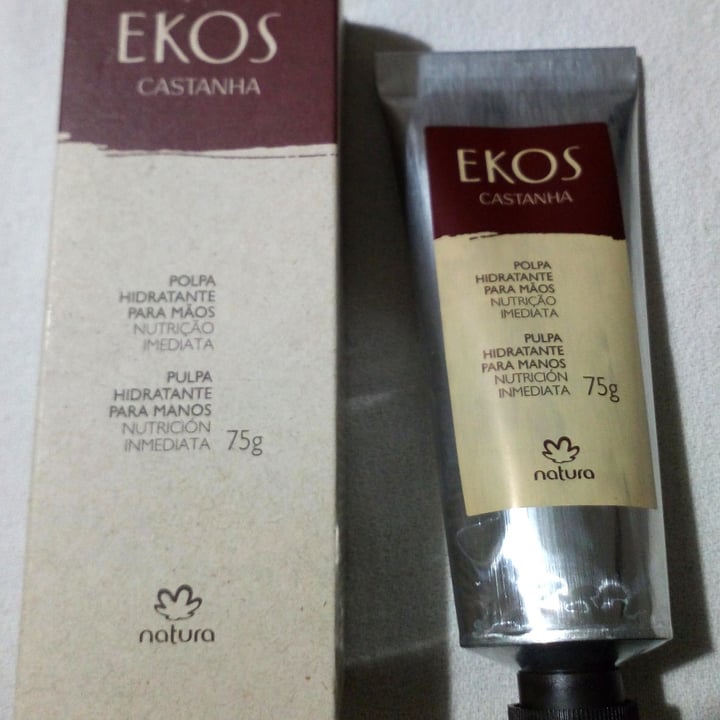 EKOS
CASTANHA
POLPA
HIDRATANTE
PARA MÃOS
NUTRIÇÃO
IMEDIATA
PULPA
HIDRATANTE
PARA MANOS
NUTRICIÓN
INMEDIATA 75g
natura
EKOS
CASTANHA
POLPA
HIDRATANTE
PARA MÃOS
NUTRIÇÃO
IMEDIATA
PULPA
HIDRATANTE
PARA MANOS
NUTRICIÓN
INMEDIATA 75g
natura